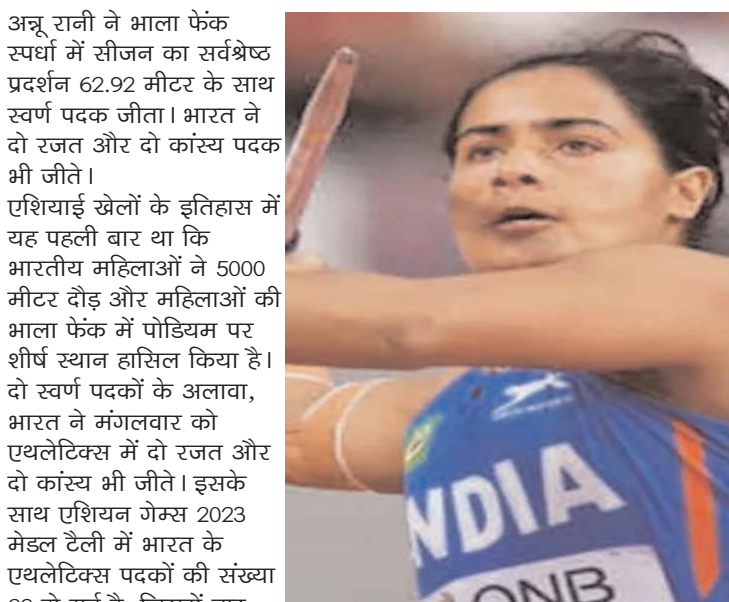 अन्नू रानी ने भाला फेंक
स्पर्धा में सीजन का सर्वश्रेष्ठ
प्रदर्शन 62.92 मीटर के साथ
स्वर्ण पदक जीता। भारत ने
दो रजत और दो कांस्य पदक
भी जीते।
एशियाई खेलों के इतिहास में
यह पहली बार था कि
भारतीय महिलाओं ने 5000
मीटर दौड़ और महिलाओं की
भाला फेंक में पोडियम पर
शीर्ष स्थान हासिल किया है।
दो स्वर्ण पदकों के अलावा,
भारत ने मंगलवार को
एथलेटिक्स में दो रजत और
दो कांस्य भी जीते। इसके
साथ एशियन गेम्स 2023
मेडल टैली में भारत के
एथलेटिक्स पदकों की संख्या
NDIA